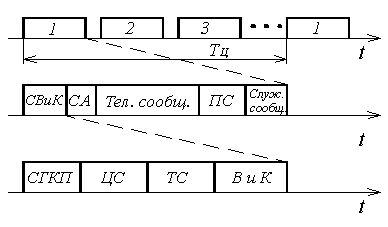 1 2 3 ••• 1
Тц
t
СВиК СА Тел. сообщ. ПС Служ. сообщ.
t
СГКП ЦС ТС В и К
t